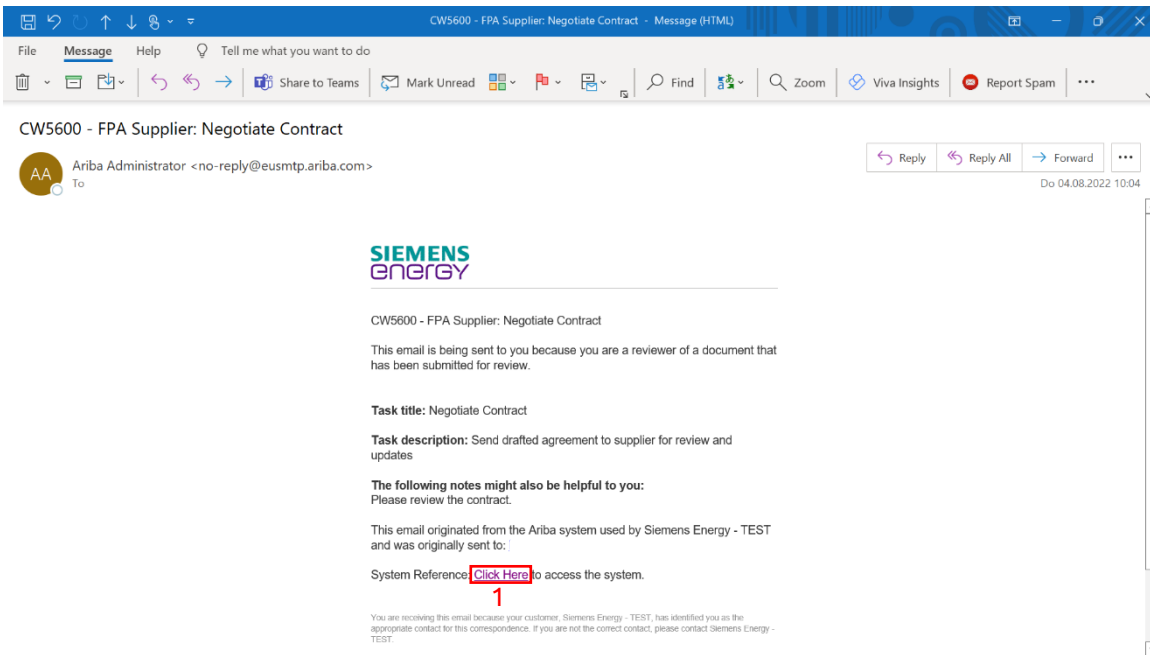 CW5600 - FPA Supplier: Negotiate Contract - Message (HTML)
File Message Help Tell me what you want to do
Share to Teams Mark Unread Find Zoom Viva Insights Report Spam
CW5600 - FPA Supplier: Negotiate Contract
AA Ariba Administrator <no-reply@eusmtp.ariba.com>
To
Reply Reply All Forward
Do 04.08.2022 10:04
SIEMENS
energy
CW5600 - FPA Supplier: Negotiate Contract
This email is being sent to you because you are a reviewer of a document that
has been submitted for review.
Task title: Negotiate Contract
Task description: Send drafted agreement to supplier for review and
updates
The following notes might also be helpful to you:
Please review the contract.
This email originated from the Ariba system used by Siemens Energy - TEST
and was originally sent to:
System Reference: Click Here to access the system.
1
You are receiving this email because your customer, Siemens Energy - TEST, has identified you as the
appropriate contact for this correspondence. If you are not the correct contact, please contact Siemens Energy -
TEST.